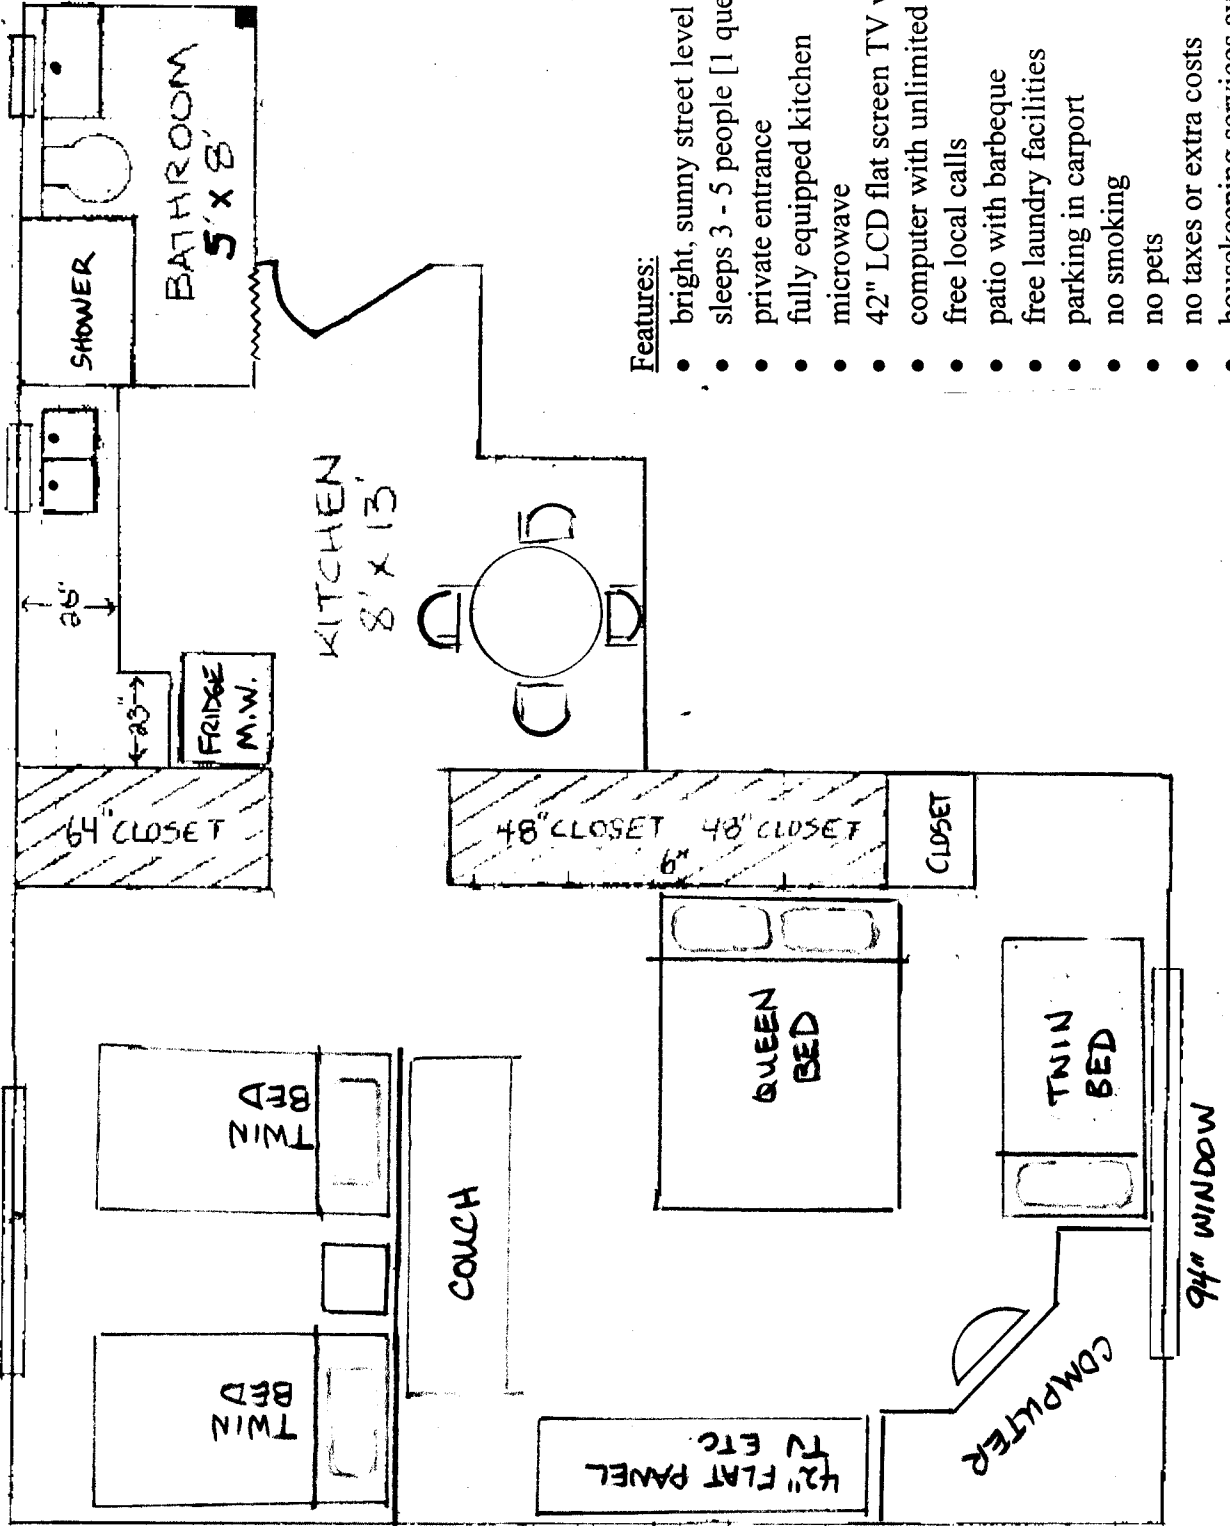 BATHROOM
5' x 8'
SHOWER
KITCHEN
8' x 13'
26"
23"
FRIDGE
M.W.
64" CLOSET
48" CLOSET 48" CLOSET
6"
CLOSET
TWIN
BED
TWIN
BED
COUCH
QUEEN
BED
TWIN
BED
42" FLAT PANEL
TV ETC
COMPUTER
94" WINDOW
Features:
• bright, sunny street level
• sleeps 3 - 5 people [1 que
• private entrance
• fully equipped kitchen
• microwave
• 42" LCD flat screen TV
• computer with unlimited
• free local calls
• patio with barbeque
• free laundry facilities
• parking in carport
• no smoking
• no pets
• no taxes or extra costs
• housekeeping services